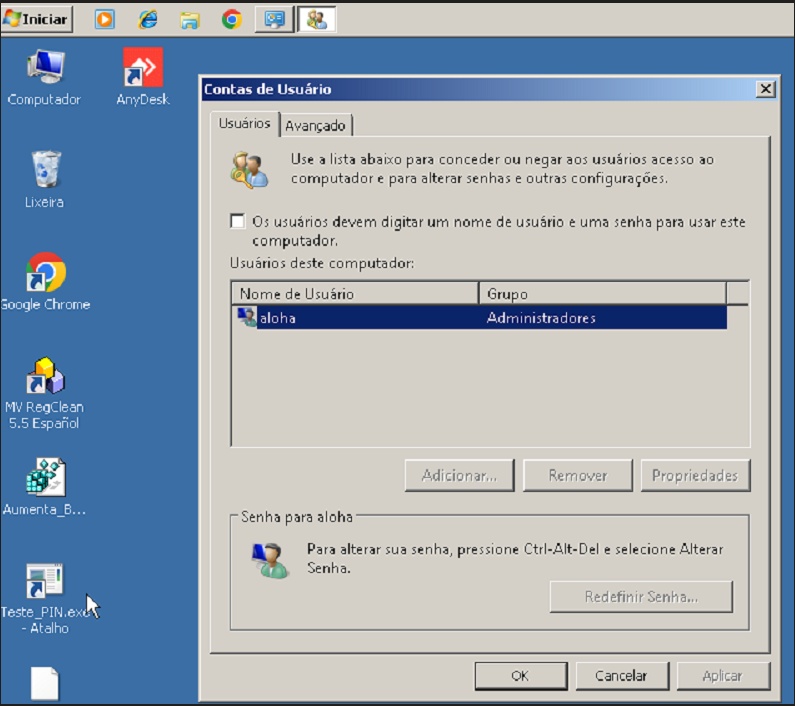 Iniciar
Computador
AnyDesk
Lixeira
Google Chrome
MV RegClean
5.5 Español
Aumenta_B...
Teste_PIN.exe
- Atalho
Contas de Usuário
Usuários
Avançado
Use a lista abaixo para conceder ou negar aos usuários acesso ao
computador e para alterar senhas e outras configurações.
Os usuários devem digitar um nome de usuário e uma senha para usar este
computador.
Usuários deste computador:
Nome de Usuário
Grupo
aloha
Administradores
Adicionar...
Remover
Propriedades
Senha para aloha
Para alterar sua senha, pressione Ctrl-Alt-Del e selecione Alterar
Senha.
Redefinir Senha...
OK
Cancelar
Aplicar